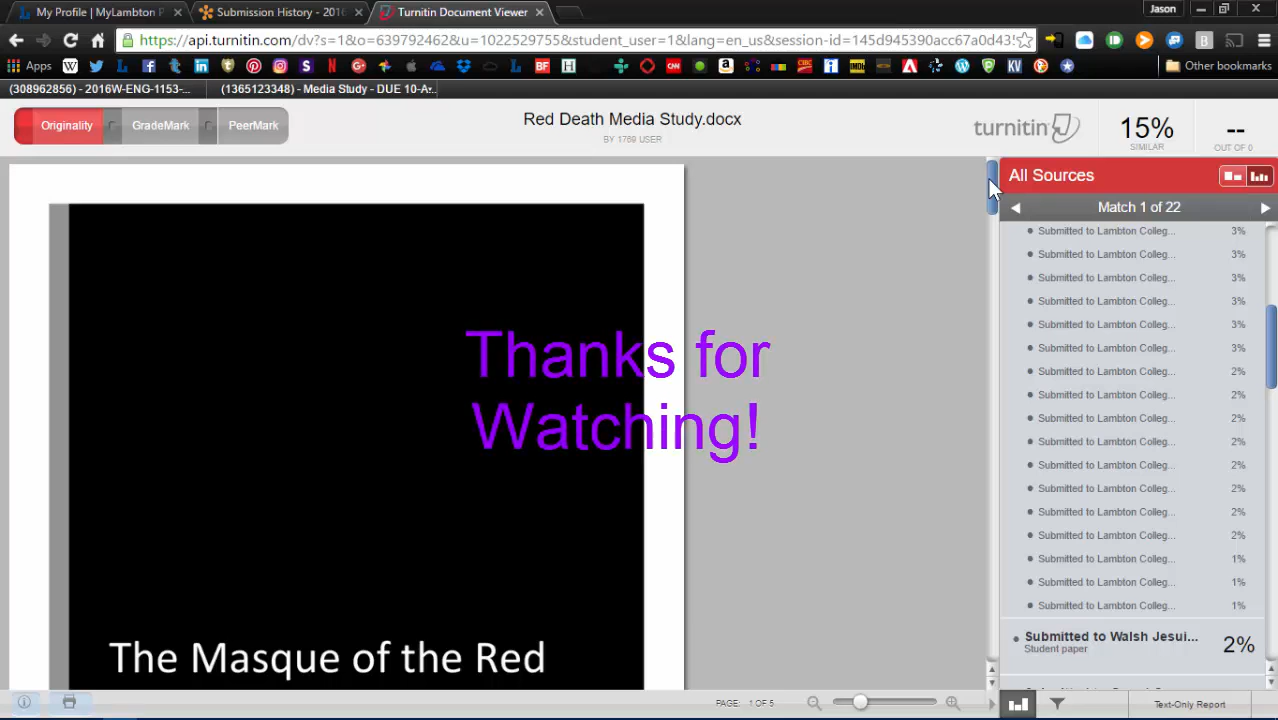 My Profile | MyLambton P
Submission History - 2016
Turnitin Document Viewer
Jason
https://api.turnitin.com/dv?s=1&o=639792462&u=1022529755&student_user=1&lang=en_us&session-id=145d945390acc67a0d435
Apps
Other bookmarks
(308962856) - 2016W-ENG-1153-...
(1365123348) - Media Study - DUE 10-A...
Originality
GradeMark
PeerMark
Red Death Media Study.docx
BY 1769 USER
turnitin
15%
SIMILAR
--
OUT OF 0
All Sources
Match 1 of 22
Submitted to Lambton Colleg... 3%
Submitted to Lambton Colleg... 3%
Submitted to Lambton Colleg... 3%
Submitted to Lambton Colleg... 3%
Submitted to Lambton Colleg... 3%
Submitted to Lambton Colleg... 3%
Submitted to Lambton Colleg... 2%
Submitted to Lambton Colleg... 2%
Submitted to Lambton Colleg... 2%
Submitted to Lambton Colleg... 2%
Submitted to Lambton Colleg... 2%
Submitted to Lambton Colleg... 2%
Submitted to Lambton Colleg... 2%
Submitted to Lambton Colleg... 2%
Submitted to Lambton Colleg... 1%
Submitted to Lambton Colleg... 1%
Submitted to Lambton Colleg... 1%
Submitted to Walsh Jesui... 2%
Student paper
Thanks for
Watching!
The Masque of the Red
PAGE: 1 OF 5
Text-Only Report